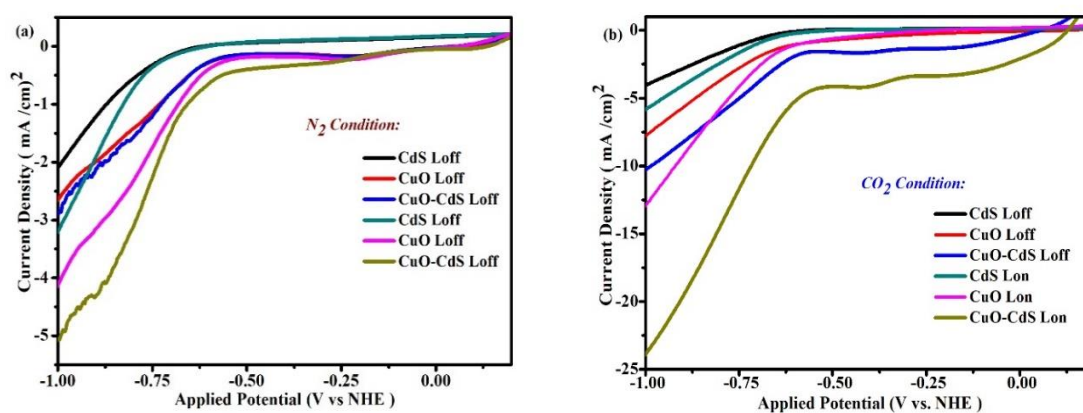 (a)
0
-1
-2
-3
-4
-5
Current Density ( mA /cm)²
N₂ Condition:
CdS Loff
CuO Loff
CuO-CdS Loff
CdS Loff
CuO Loff
CuO-CdS Loff
-1.00 -0.75 -0.50 -0.25 0.00
Applied Potential (V vs NHE )
(b)
0
-5
-10
-15
-20
-25
Current Density ( mA /cm)²
CO₂ Condition:
CdS Loff
CuO Loff
CuO-CdS Loff
CdS Lon
CuO Lon
CuO-CdS Lon
-1.00 -0.75 -0.50 -0.25 0.00
Applied Potential (V vs. NHE )